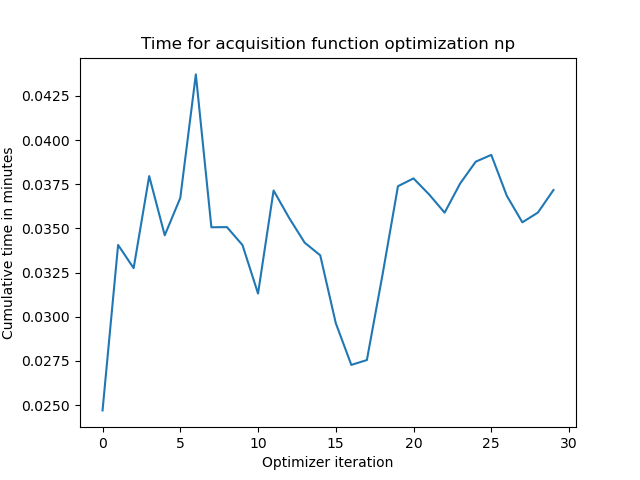 Time for acquisition function optimization np
Cumulative time in minutes
0.0425
0.0400
0.0375
0.0350
0.0325
0.0300
0.0275
0.0250
0 5 10 15 20 25 30
Optimizer iteration